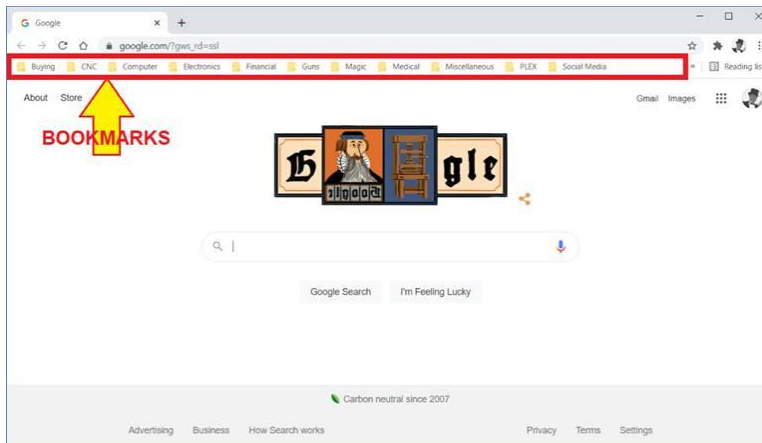 Google
google.com/?gws_rd=ssl
Buying CNC Computer Electronics Financial Guns Magic Medical Miscellaneous PLEX Social Media » Reading lis
About Store Gmail Images
BOOKMARKS
G gle
Google Search I'm Feeling Lucky
Carbon neutral since 2007
Advertising Business How Search works Privacy Terms Settings